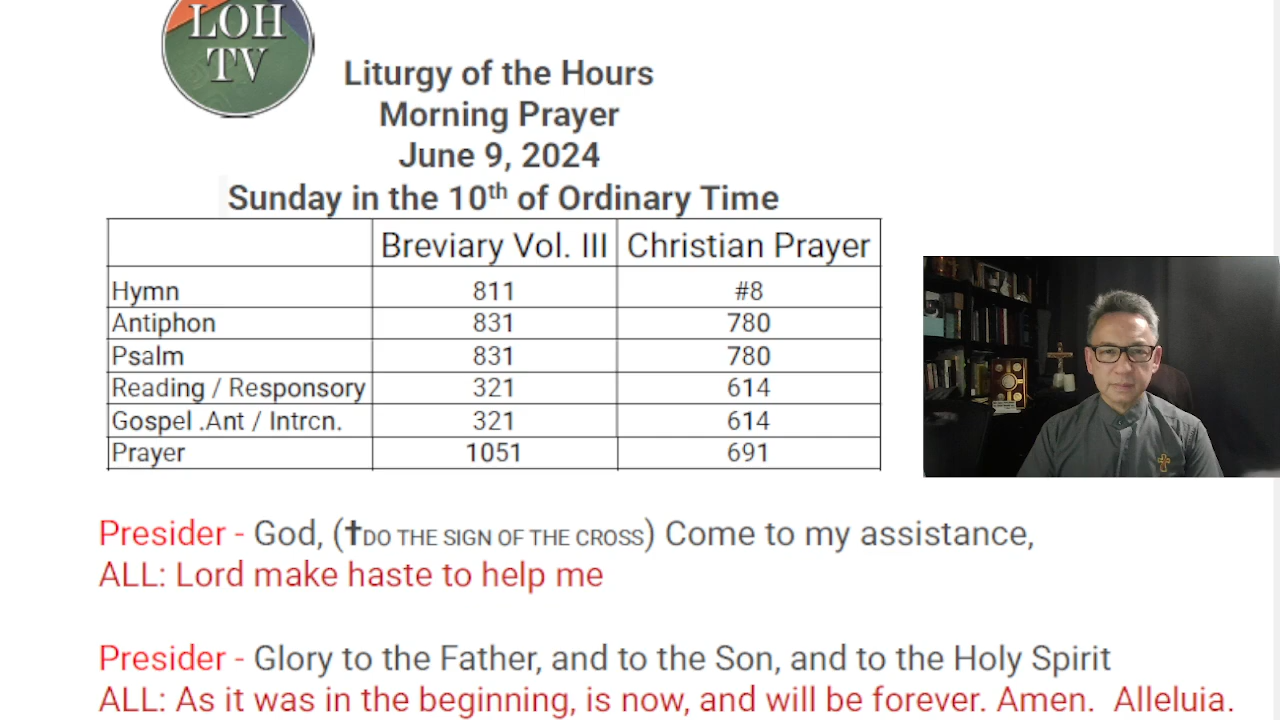 LOH
TV
Liturgy of the Hours
Morning Prayer
June 9, 2024
Sunday in the 10th of Ordinary Time
Breviary Vol. III Christian Prayer
Hymn 811 #8
Antiphon 831 780
Psalm 831 780
Reading / Responsory 321 614
Gospel .Ant / Intrcn. 321 614
Prayer 1051 691
Presider - God, (✝DO THE SIGN OF THE CROSS) Come to my assistance,
ALL: Lord make haste to help me
Presider - Glory to the Father, and to the Son, and to the Holy Spirit
ALL: As it was in the beginning, is now, and will be forever. Amen. Alleluia.